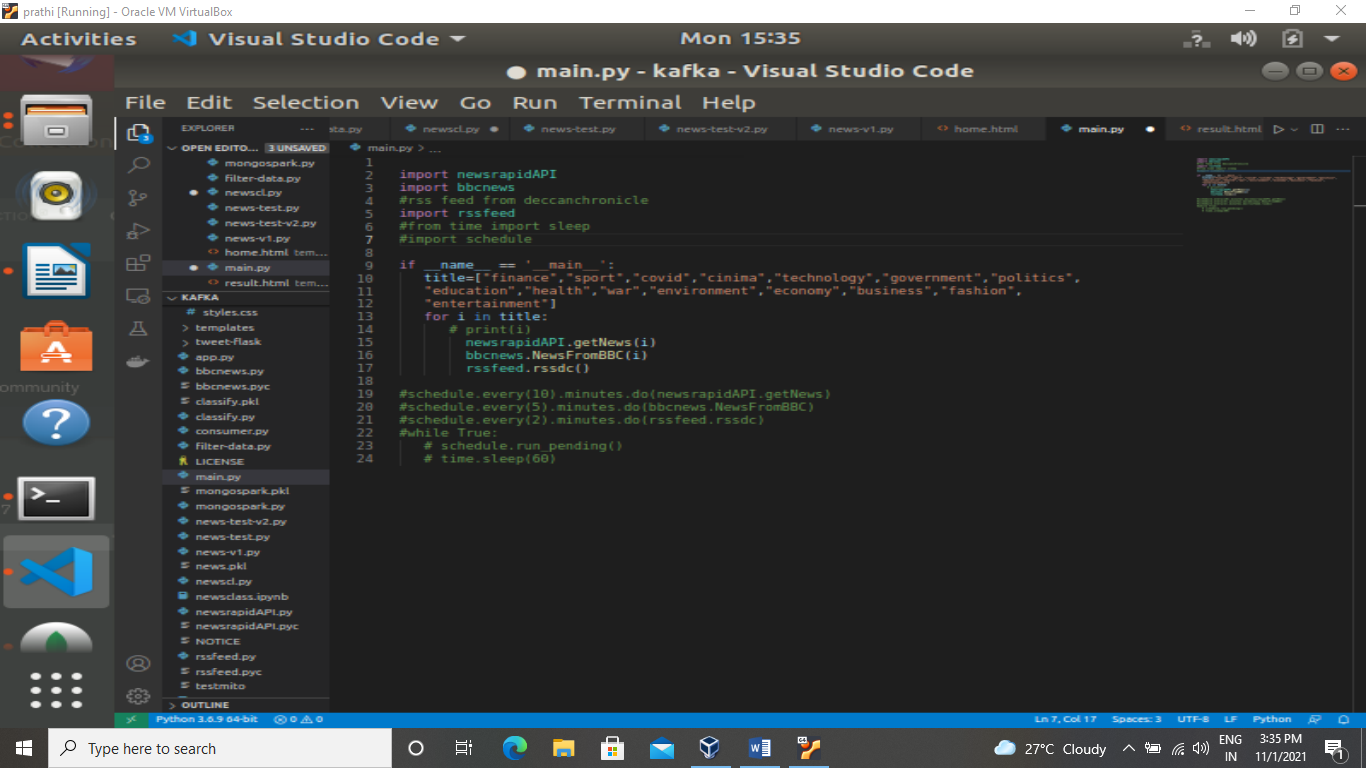 prathi [Running] - Oracle VM VirtualBox
Activities Visual Studio Code Mon 15:35
main.py - kafka - Visual Studio Code
File Edit Selection View Go Run Terminal Help
EXPLORER ...
OPEN EDITO... 3 UNSAVED
mongospark.py
filter-data.py
newscl.py
news-test.py
news-test-v2.py
news-v1.py
home.html tem...
main.py
result.html tem...
KAFKA
styles.css
templates
tweet-flask
app.py
bbcnews.py
bbcnews.pyc
classify.pkl
classify.py
consumer.py
filter-data.py
LICENSE
main.py
mongospark.pkl
mongospark.py
news-test-v2.py
news-test.py
news-v1.py
news.pkl
newscl.py
newsclass.ipynb
newsrapidAPI.py
newsrapidAPI.pyc
NOTICE
rssfeed.py
rssfeed.pyc
testmito
OUTLINE
ata.py newscl.py news-test.py news-test-v2.py news-v1.py home.html main.py result.html ...
main.py > ...
1
2 import newsrapidAPI
3 import bbcnews
4 #rss feed from deccanchronicle
5 import rssfeed
6 #from time import sleep
7 #import schedule
8
9 if __name__ == '__main__':
10 title=["finance","sport","covid","cinima","technology","government","politics",
11 "education","health","war","environment","economy","business","fashion",
12 "entertainment"]
13 for i in title:
14 # print(i)
15 newsrapidAPI.getNews(i)
16 bbcnews.NewsFromBBC(i)
17 rssfeed.rssdc()
18
19 #schedule.every(10).minutes.do(newsrapidAPI.getNews)
20 #schedule.every(5).minutes.do(bbcnews.NewsFromBBC)
21 #schedule.every(2).minutes.do(rssfeed.rssdc)
22 #while True:
23 # schedule.run_pending()
24 # time.sleep(60)
ommunity
Python 3.6.9 64-bit 0 0 Ln 7, Col 17 Spaces: 3 UTF-8 LF Python
Type here to search
27°C Cloudy
ENG
IN
3:35 PM
11/1/2021
1